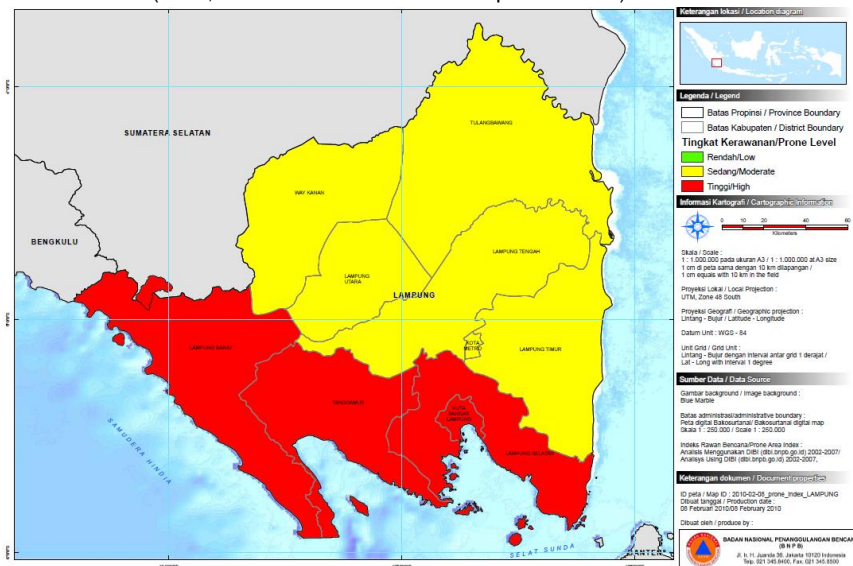 SUMATERA SELATAN
BENGKULU
TULANGBAWANG
WAY KANAN
LAMPUNG TENGAH
LAMPUNG
UTARA
LAMPUNG
KOTA
METRO
LAMPUNG TIMUR
LAMPUNG BARAT
TANGGAMUS
KOTA
BANDAR
LAMPUNG
LAMPUNG SELATAN
SAMUDERA HINDIA
SELAT SUNDA
BANTEN
Keterangan lokasi / Location diagram
Legenda / Legend
Batas Propinsi / Province Boundary
Batas Kabupaten / District Boundary
Tingkat Kerawanan/Prone Level
Rendah/Low
Sedang/Moderate
Tinggi/High
Informasi Kartografi / Cartographic Information
0 10 20 40 60
Kilometers
Skala / Scale :
1 : 1.000.000 pada ukuran A3 / 1 : 1.000.000 at A3 size
1 cm di peta sama dengan 10 km dilapangan /
1 cm equals with 10 km in the field
Proyeksi Lokal / Local Projection :
UTM, Zone 48 South
Proyeksi Geografi / Geographic projection :
Lintang - Bujur / Latitude - Longitude
Datum Unit : WGS - 84
Unit Grid / Grid Unit :
Lintang - Bujur dengan interval antar grid 1 derajat /
Lat - Long with interval 1 degree
Sumber Data / Data Source
Gambar background / Image background :
Blue Marble
Batas administrasi/administrative boundary :
Peta digital Bakosurtanal/ Bakosurtanal digital map
Skala 1 : 250.000 / Scale 1 : 250.000
Indeks Rawan Bencana/Prone Area Index :
Analisis Menggunakan DIBI (dibi.bnpb.go.id) 2002-2007/
Analisys Using DIBI (dibi.bnpb.go.id) 2002-2007,
Keterangan dokumen / Document properties
ID peta / Map ID : 2010-02-08_prone_index_LAMPUNG
Dibuat tanggal / Production date :
08 Februari 2010/08 February 2010
Dibuat oleh / produce by :
BADAN NASIONAL PENANGGULANGAN BENCAN
(B N P B)
Jl. Ir. H. Juanda 36, Jakarta 10120 Indonesia
Telp. 021 345.8400, Fax. 021 345.8500